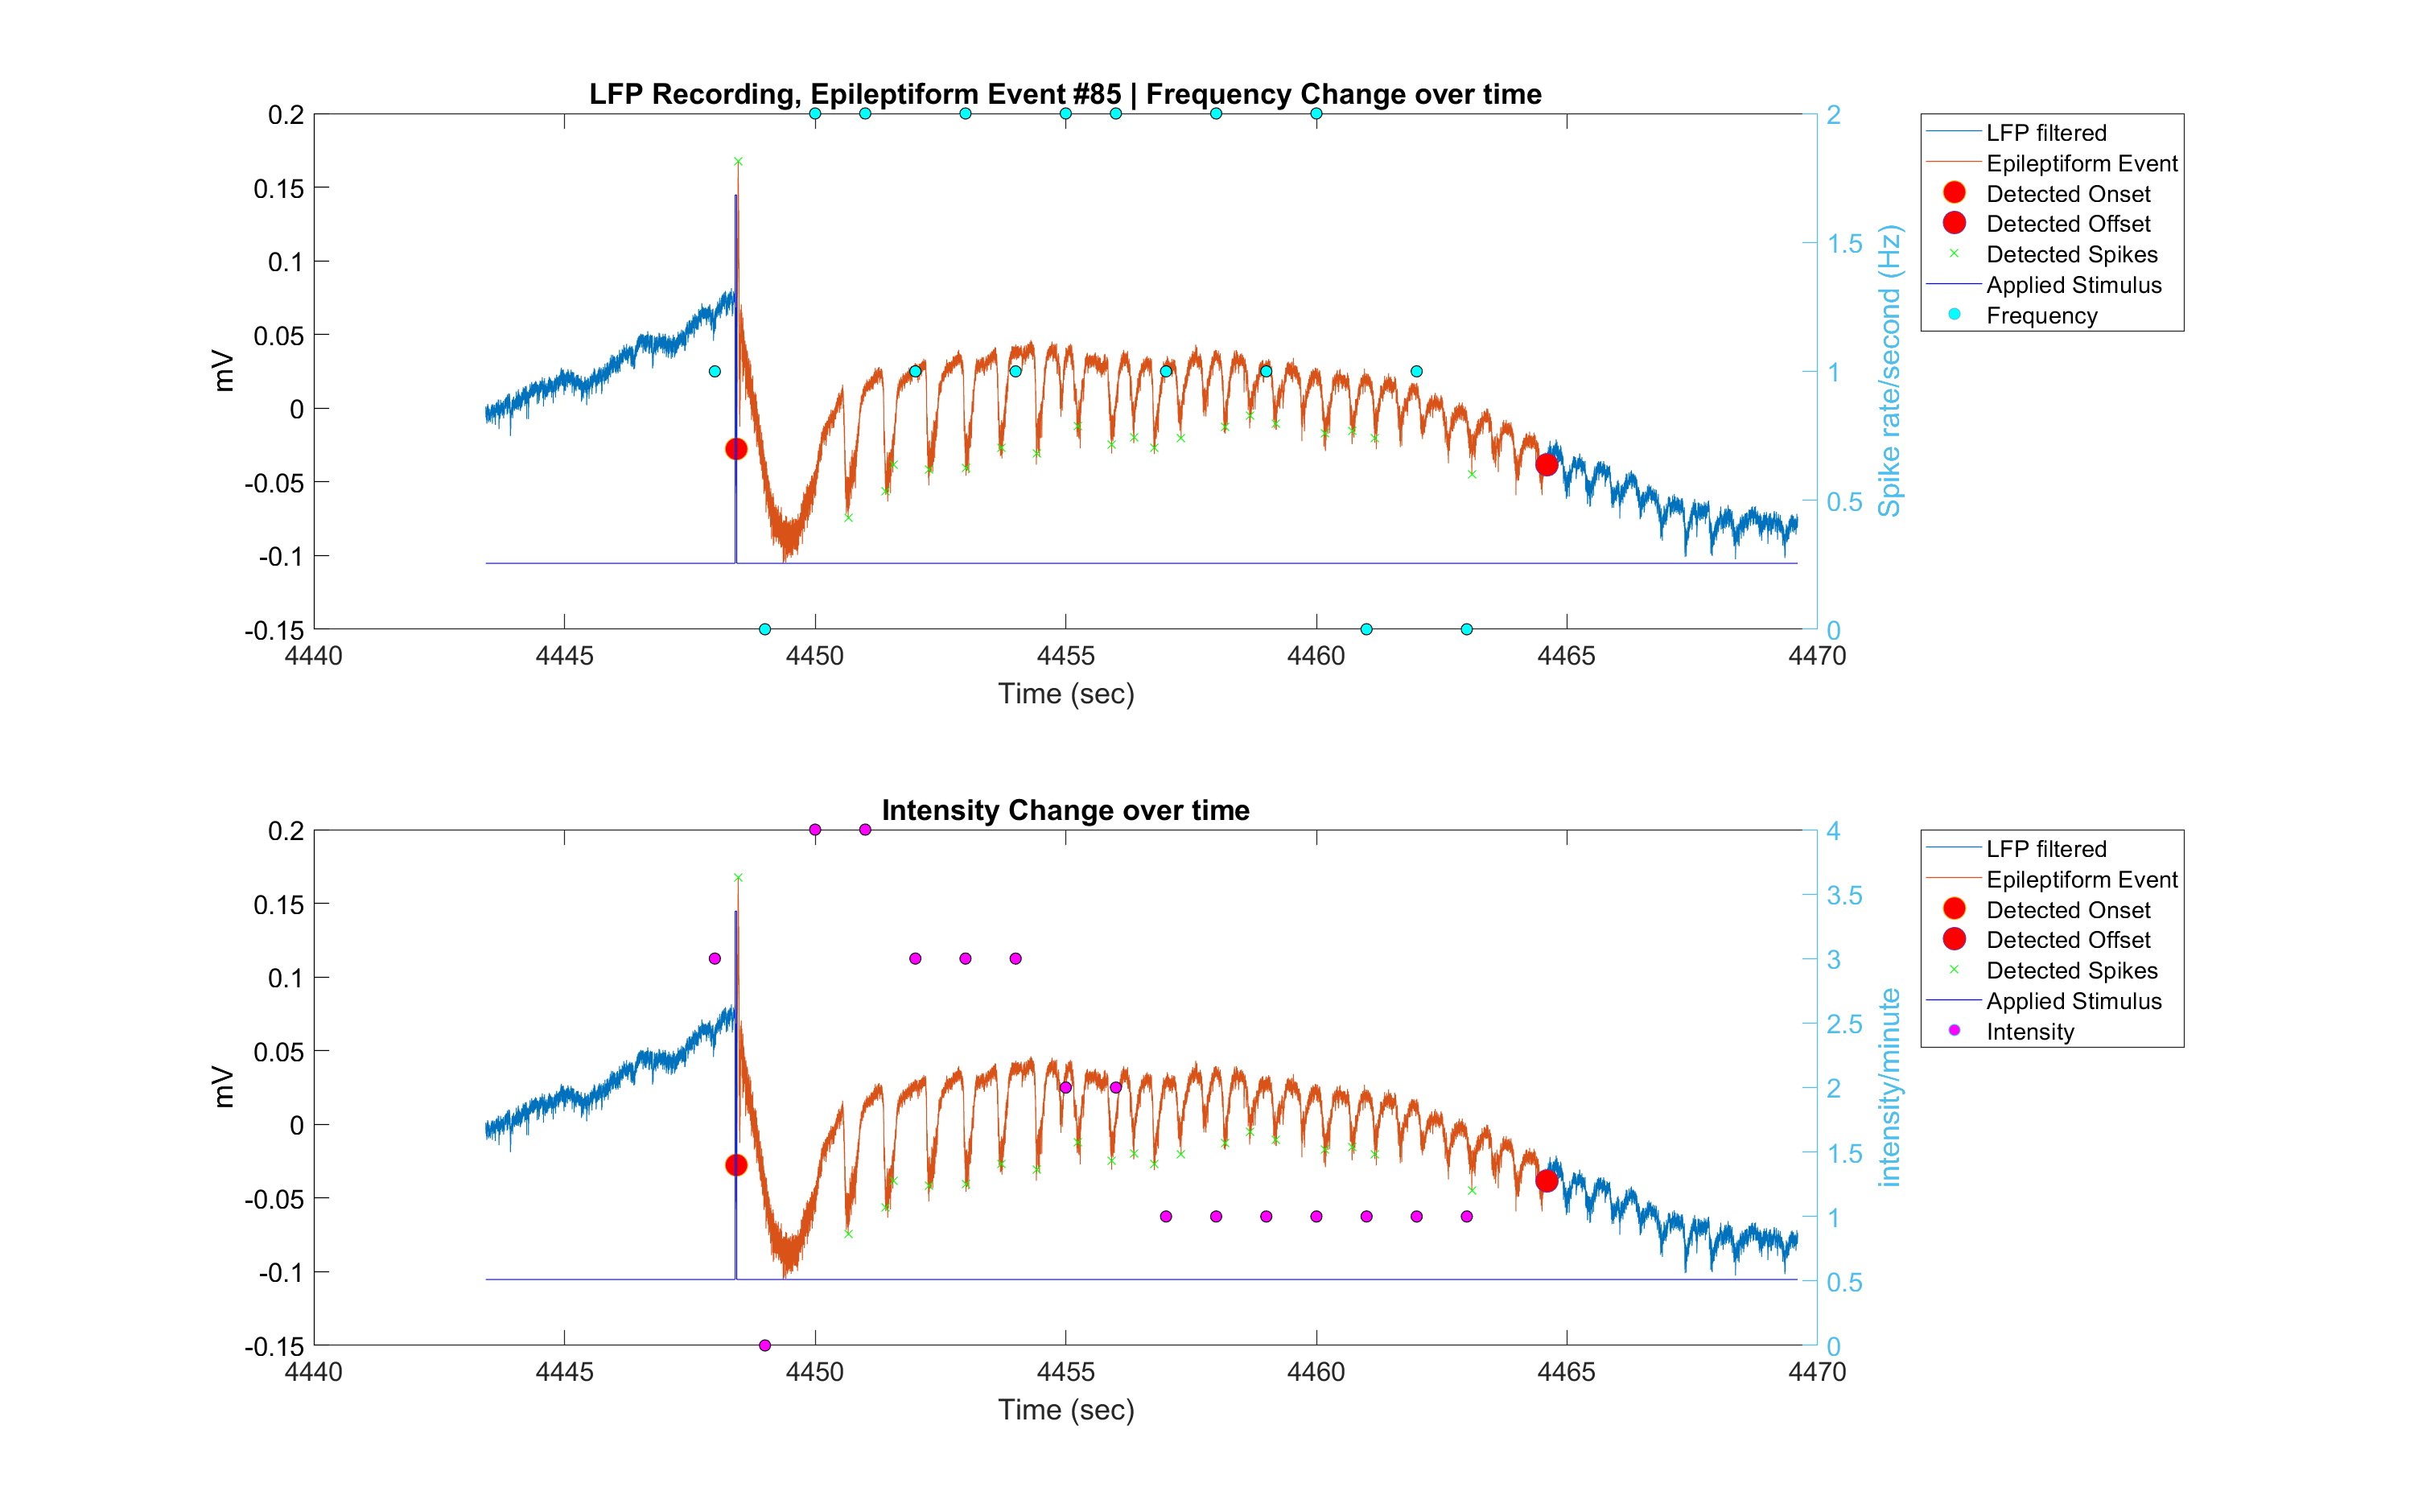 LFP Recording, Epileptiform Event #85 | Frequency Change over time
0.2
0.15
0.1
0.05
0
-0.05
-0.1
-0.15
mV
4440 4445 4450 4455 4460 4465 4470
Time (sec)
2
1.5
1
0.5
0
Spike rate/second (Hz)
LFP filtered
Epileptiform Event
Detected Onset
Detected Offset
Detected Spikes
Applied Stimulus
Frequency
Intensity Change over time
0.2
0.15
0.1
0.05
0
-0.05
-0.1
-0.15
mV
4440 4445 4450 4455 4460 4465 4470
Time (sec)
4
3.5
3
2.5
2
1.5
1
0.5
0
intensity/minute
LFP filtered
Epileptiform Event
Detected Onset
Detected Offset
Detected Spikes
Applied Stimulus
Intensity